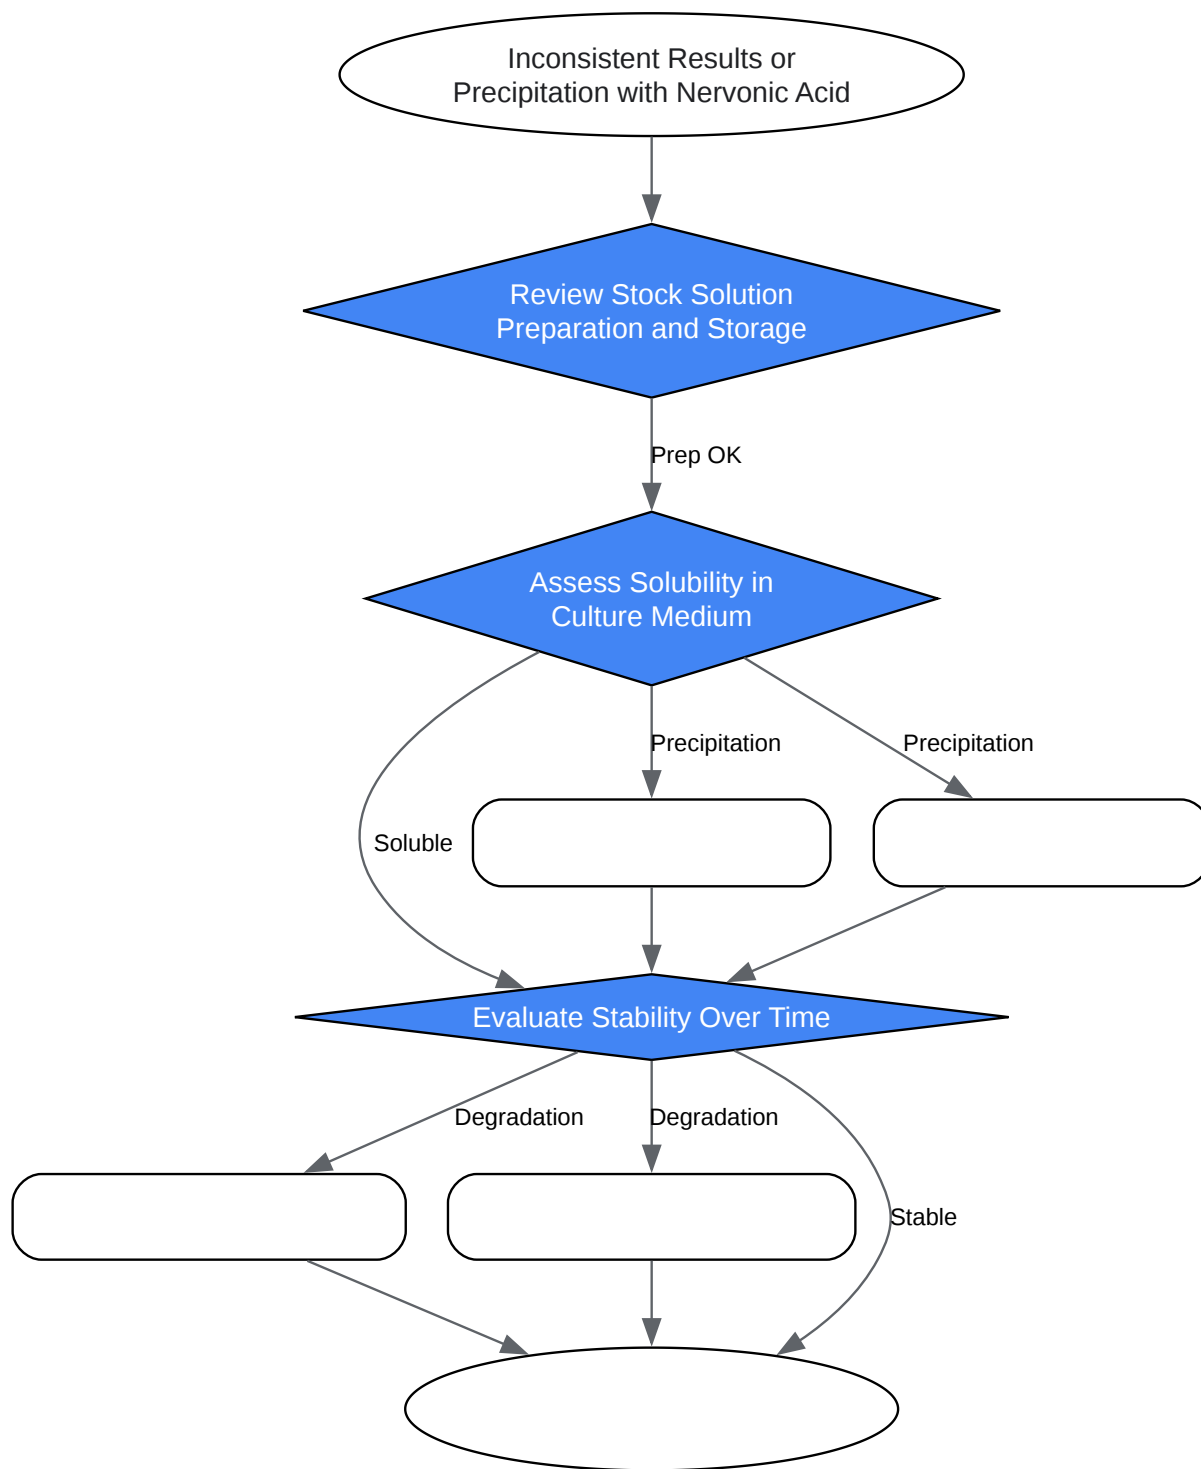 Inconsistent Results or
Precipitation with Nervonic Acid
Review Stock Solution
Preparation and Storage
Prep OK
Assess Solubility in
Culture Medium
Precipitation
Precipitation
Soluble
Evaluate Stability Over Time
Degradation
Degradation
Stable